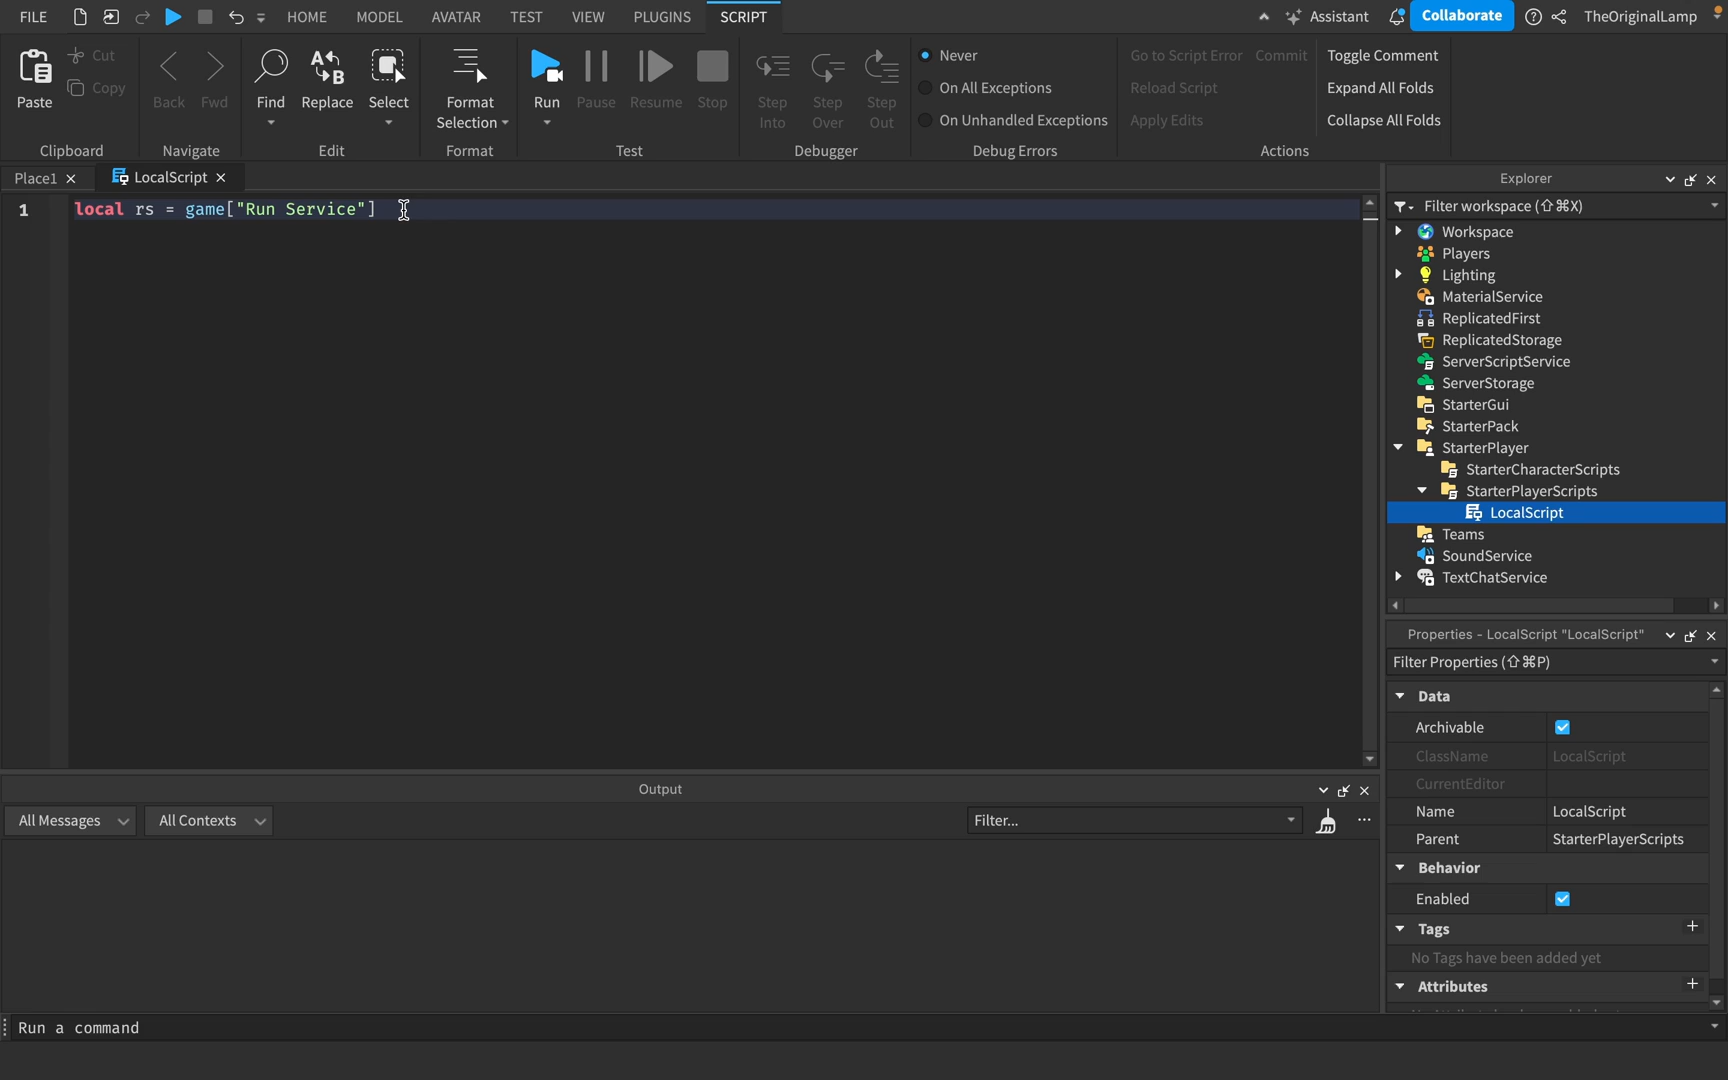 FILE HOME MODEL AVATAR TEST VIEW PLUGINS SCRIPT Assistant Collaborate TheOriginalLamp
Paste Cut Copy
Clipboard
Back Fwd
Navigate
Find Replace Select
Edit
Format Selection
Format
Run Pause Resume Stop
Test
Step Into
Step Over
Step Out
Debugger
Never
On All Exceptions
On Unhandled Exceptions
Debug Errors
Go to Script Error Commit
Reload Script
Apply Edits
Toggle Comment
Expand All Folds
Collapse All Folds
Actions
Place1 LocalScript
1 local rs = game["Run Service"]
Explorer
Filter workspace (⇧⌘X)
Workspace
Players
Lighting
MaterialService
ReplicatedFirst
ReplicatedStorage
ServerScriptService
ServerStorage
StarterGui
StarterPack
StarterPlayer
StarterCharacterScripts
StarterPlayerScripts
LocalScript
Teams
SoundService
TextChatService
Properties - LocalScript "LocalScript"
Filter Properties (⇧⌘P)
Data
Archivable
ClassName LocalScript
CurrentEditor
Name LocalScript
Parent StarterPlayerScripts
Behavior
Enabled
Tags
No Tags have been added yet
Attributes
Output
All Messages All Contexts Filter...
Run a command